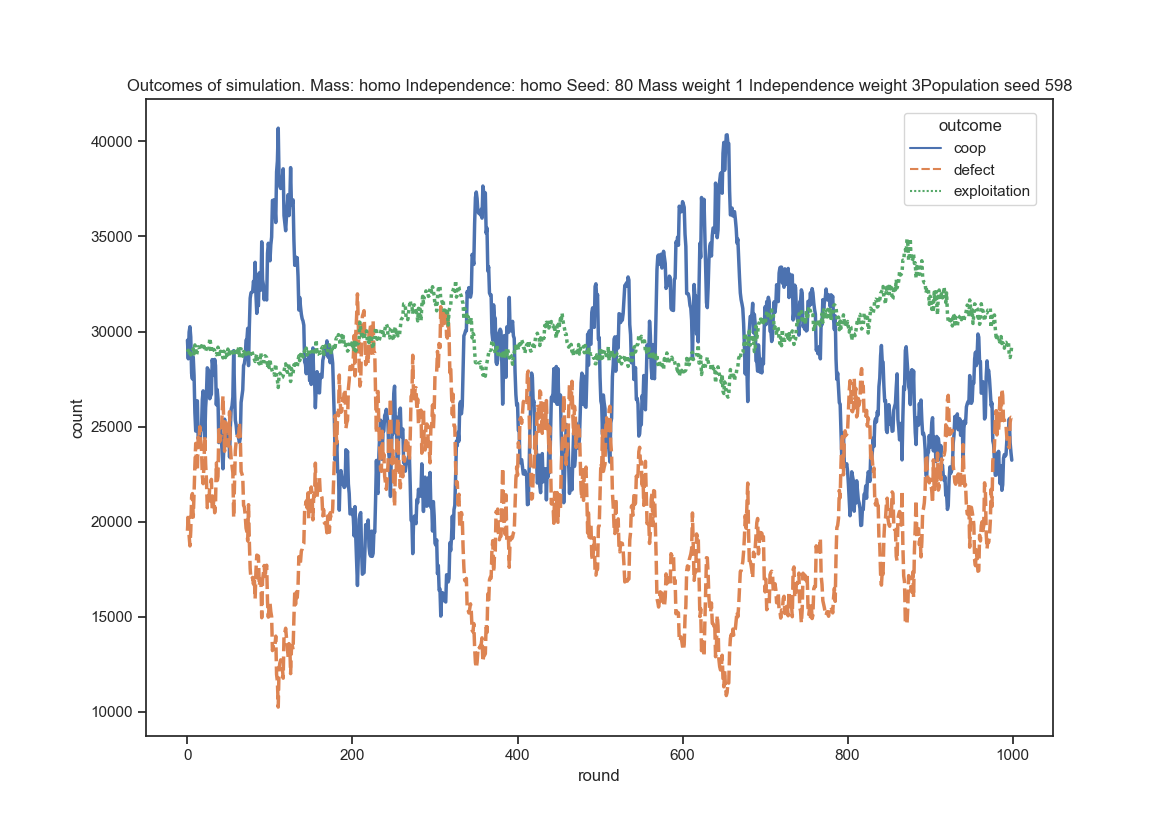 Outcomes of simulation. Mass: homo Independence: homo Seed: 80 Mass weight 1 Independence weight 3Population seed 598
outcome
coop
defect
exploitation
40000
35000
30000
25000
20000
15000
10000
count
0 200 400 600 800 1000
round